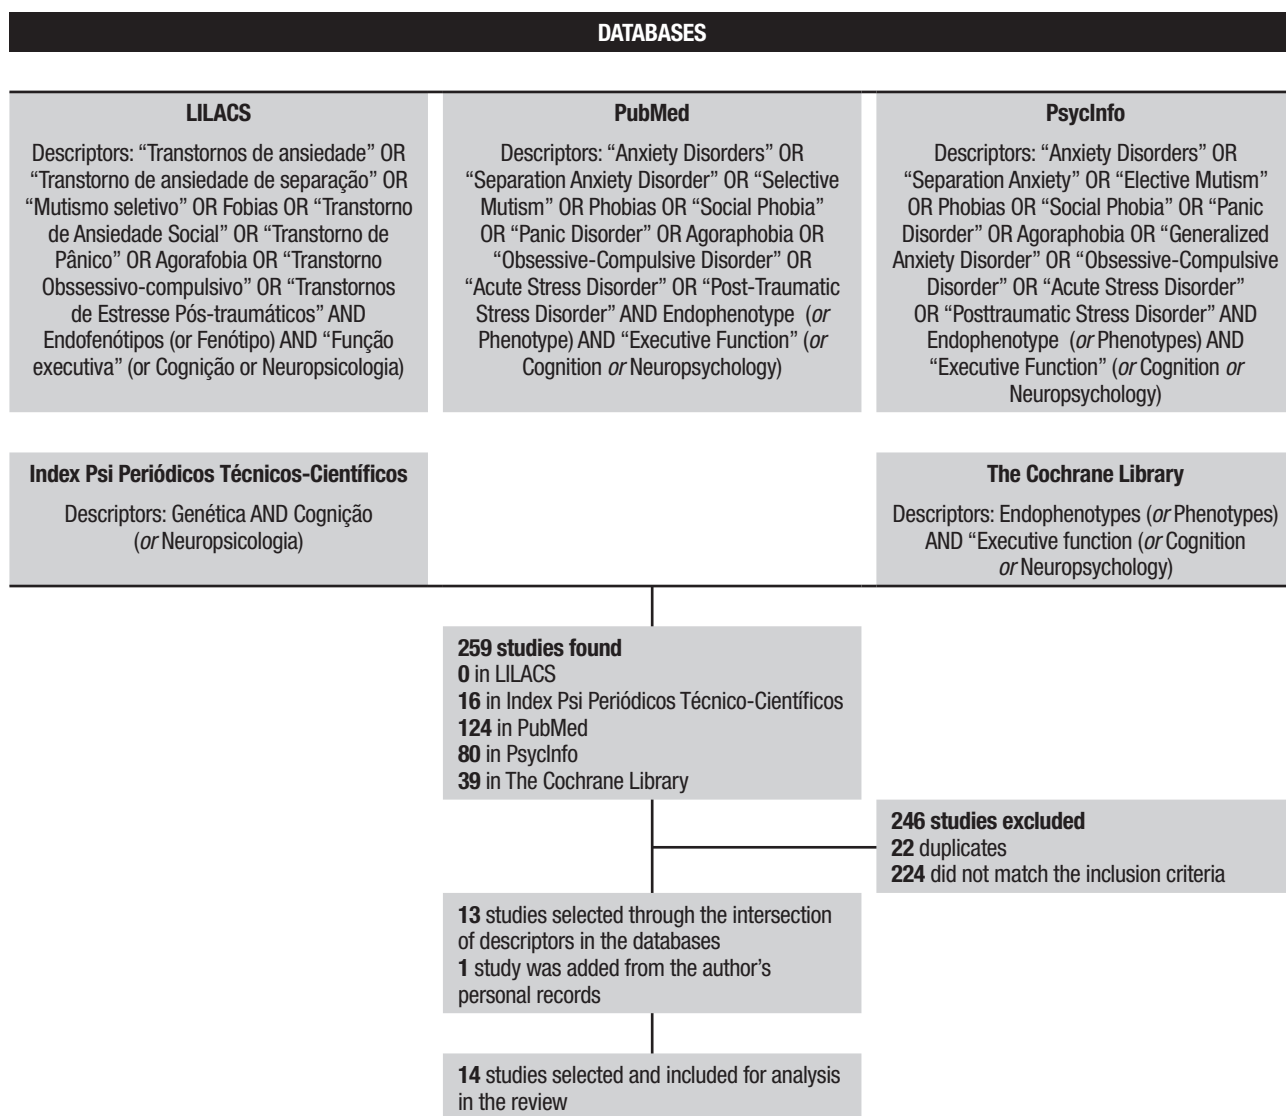 DATABASES
LILACS
Descriptors: “Transtornos de ansiedade” OR
“Transtorno de ansiedade de separação” OR
“Mutismo seletivo” OR Fobias OR “Transtorno
de Ansiedade Social” OR “Transtorno de
Pânico” OR Agorafobia OR “Transtorno
Obssessivo-compulsivo” OR “Transtornos
de Estresse Pós-traumáticos” AND
Endofenótipos (or Fenótipo) AND “Função
executiva” (or Cognição or Neuropsicologia)
PubMed
Descriptors: “Anxiety Disorders” OR
“Separation Anxiety Disorder” OR “Selective
Mutism” OR Phobias OR “Social Phobia”
OR “Panic Disorder” OR Agoraphobia OR
“Obsessive-Compulsive Disorder” OR
“Acute Stress Disorder” OR “Post-Traumatic
Stress Disorder” AND Endophenotype (or
Phenotype) AND “Executive Function” (or
Cognition or Neuropsychology)
PsycInfo
Descriptors: “Anxiety Disorders” OR
“Separation Anxiety” OR “Elective Mutism”
OR Phobias OR “Social Phobia” OR “Panic
Disorder” OR Agoraphobia OR “Generalized
Anxiety Disorder” OR “Obsessive-Compulsive
Disorder” OR “Acute Stress Disorder”
OR “Posttraumatic Stress Disorder” AND
Endophenotype (or Phenotypes) AND
“Executive Function” (or Cognition or
Neuropsychology)
Index Psi Periódicos Técnicos-Científicos
Descriptors: Genética AND Cognição
(or Neuropsicologia)
The Cochrane Library
Descriptors: Endophenotypes (or Phenotypes)
AND “Executive function (or Cognition
or Neuropsychology)
259 studies found
0 in LILACS
16 in Index Psi Periódicos Técnico-Científicos
124 in PubMed
80 in PsycInfo
39 in The Cochrane Library
246 studies excluded
22 duplicates
224 did not match the inclusion criteria
13 studies selected through the intersection
of descriptors in the databases
1 study was added from the author’s
personal records
14 studies selected and included for analysis
in the review